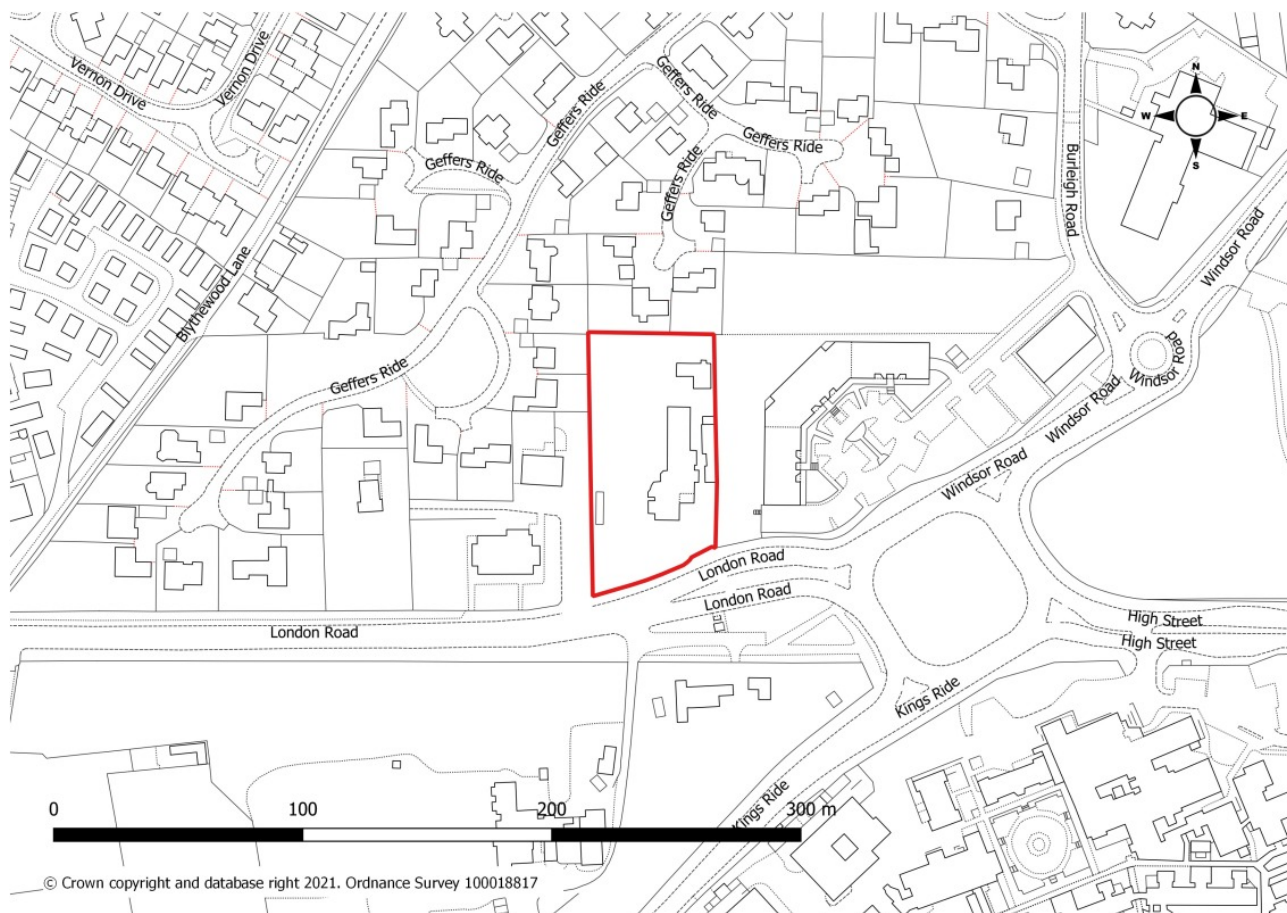 Vernon Drive
Vernon Drive
Geffers Ride
Geffers Ride
Geffers Ride
Geffers Ride
Geffers Ride
N
W
E
S
Burleigh Road
Windsor Road
Blythewood Lane
Geffers Ride
Windsor Road
Windsor Road
Windsor Road
Windsor Road
London Road
London Road
London Road
High Street
High Street
Kings Ride
Kings Ride
0 100 200 300 m
© Crown copyright and database right 2021. Ordnance Survey 100018817